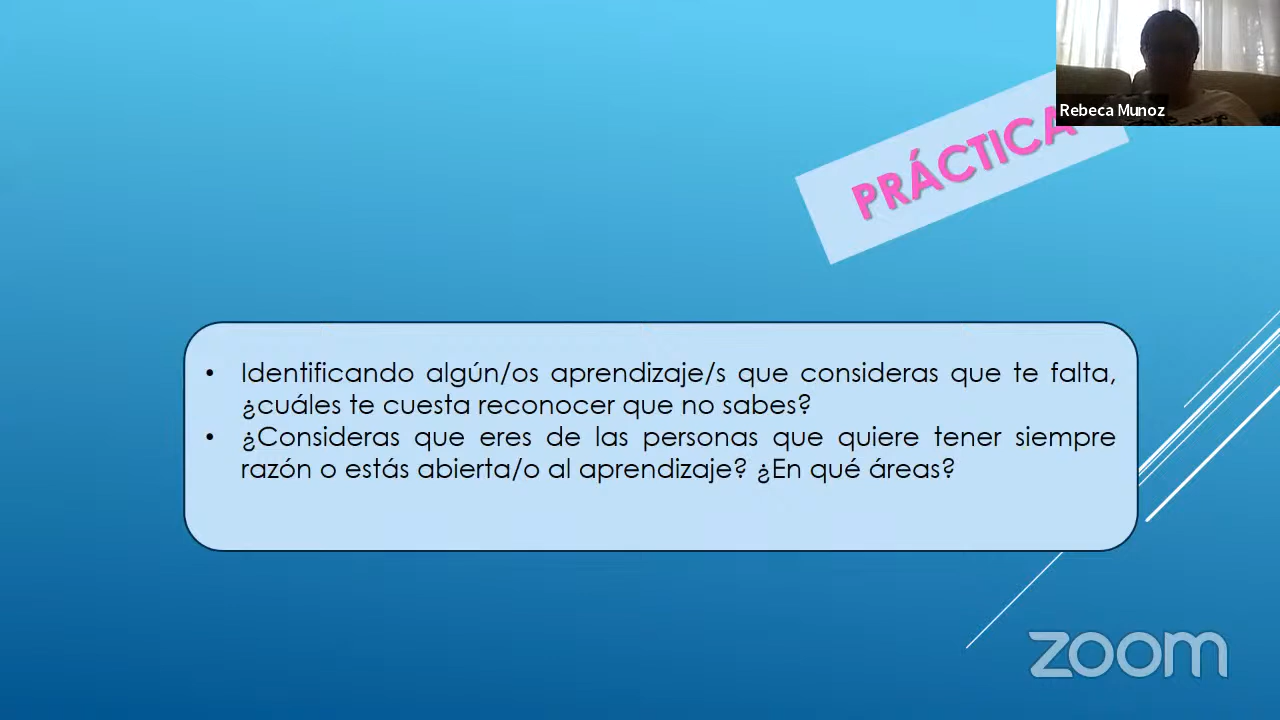 Rebeca Munoz
PRÁCTICA
• Identificando algún/os aprendizaje/s que consideras que te falta,
¿cuáles te cuesta reconocer que no sabes?
• ¿Consideras que eres de las personas que quiere tener siempre
razón o estás abierta/o al aprendizaje? ¿En qué áreas?
zoom